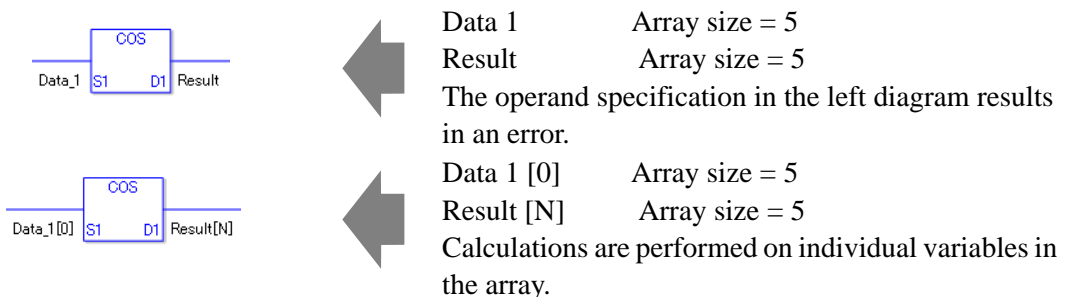 COS
Data_1 S1 D1 Result
Data 1 Array size = 5
Result Array size = 5
The operand specification in the left diagram results
in an error.
COS
Data_1[0] S1 D1 Result[N]
Data 1 [0] Array size = 5
Result [N] Array size = 5
Calculations are performed on individual variables in
the array.